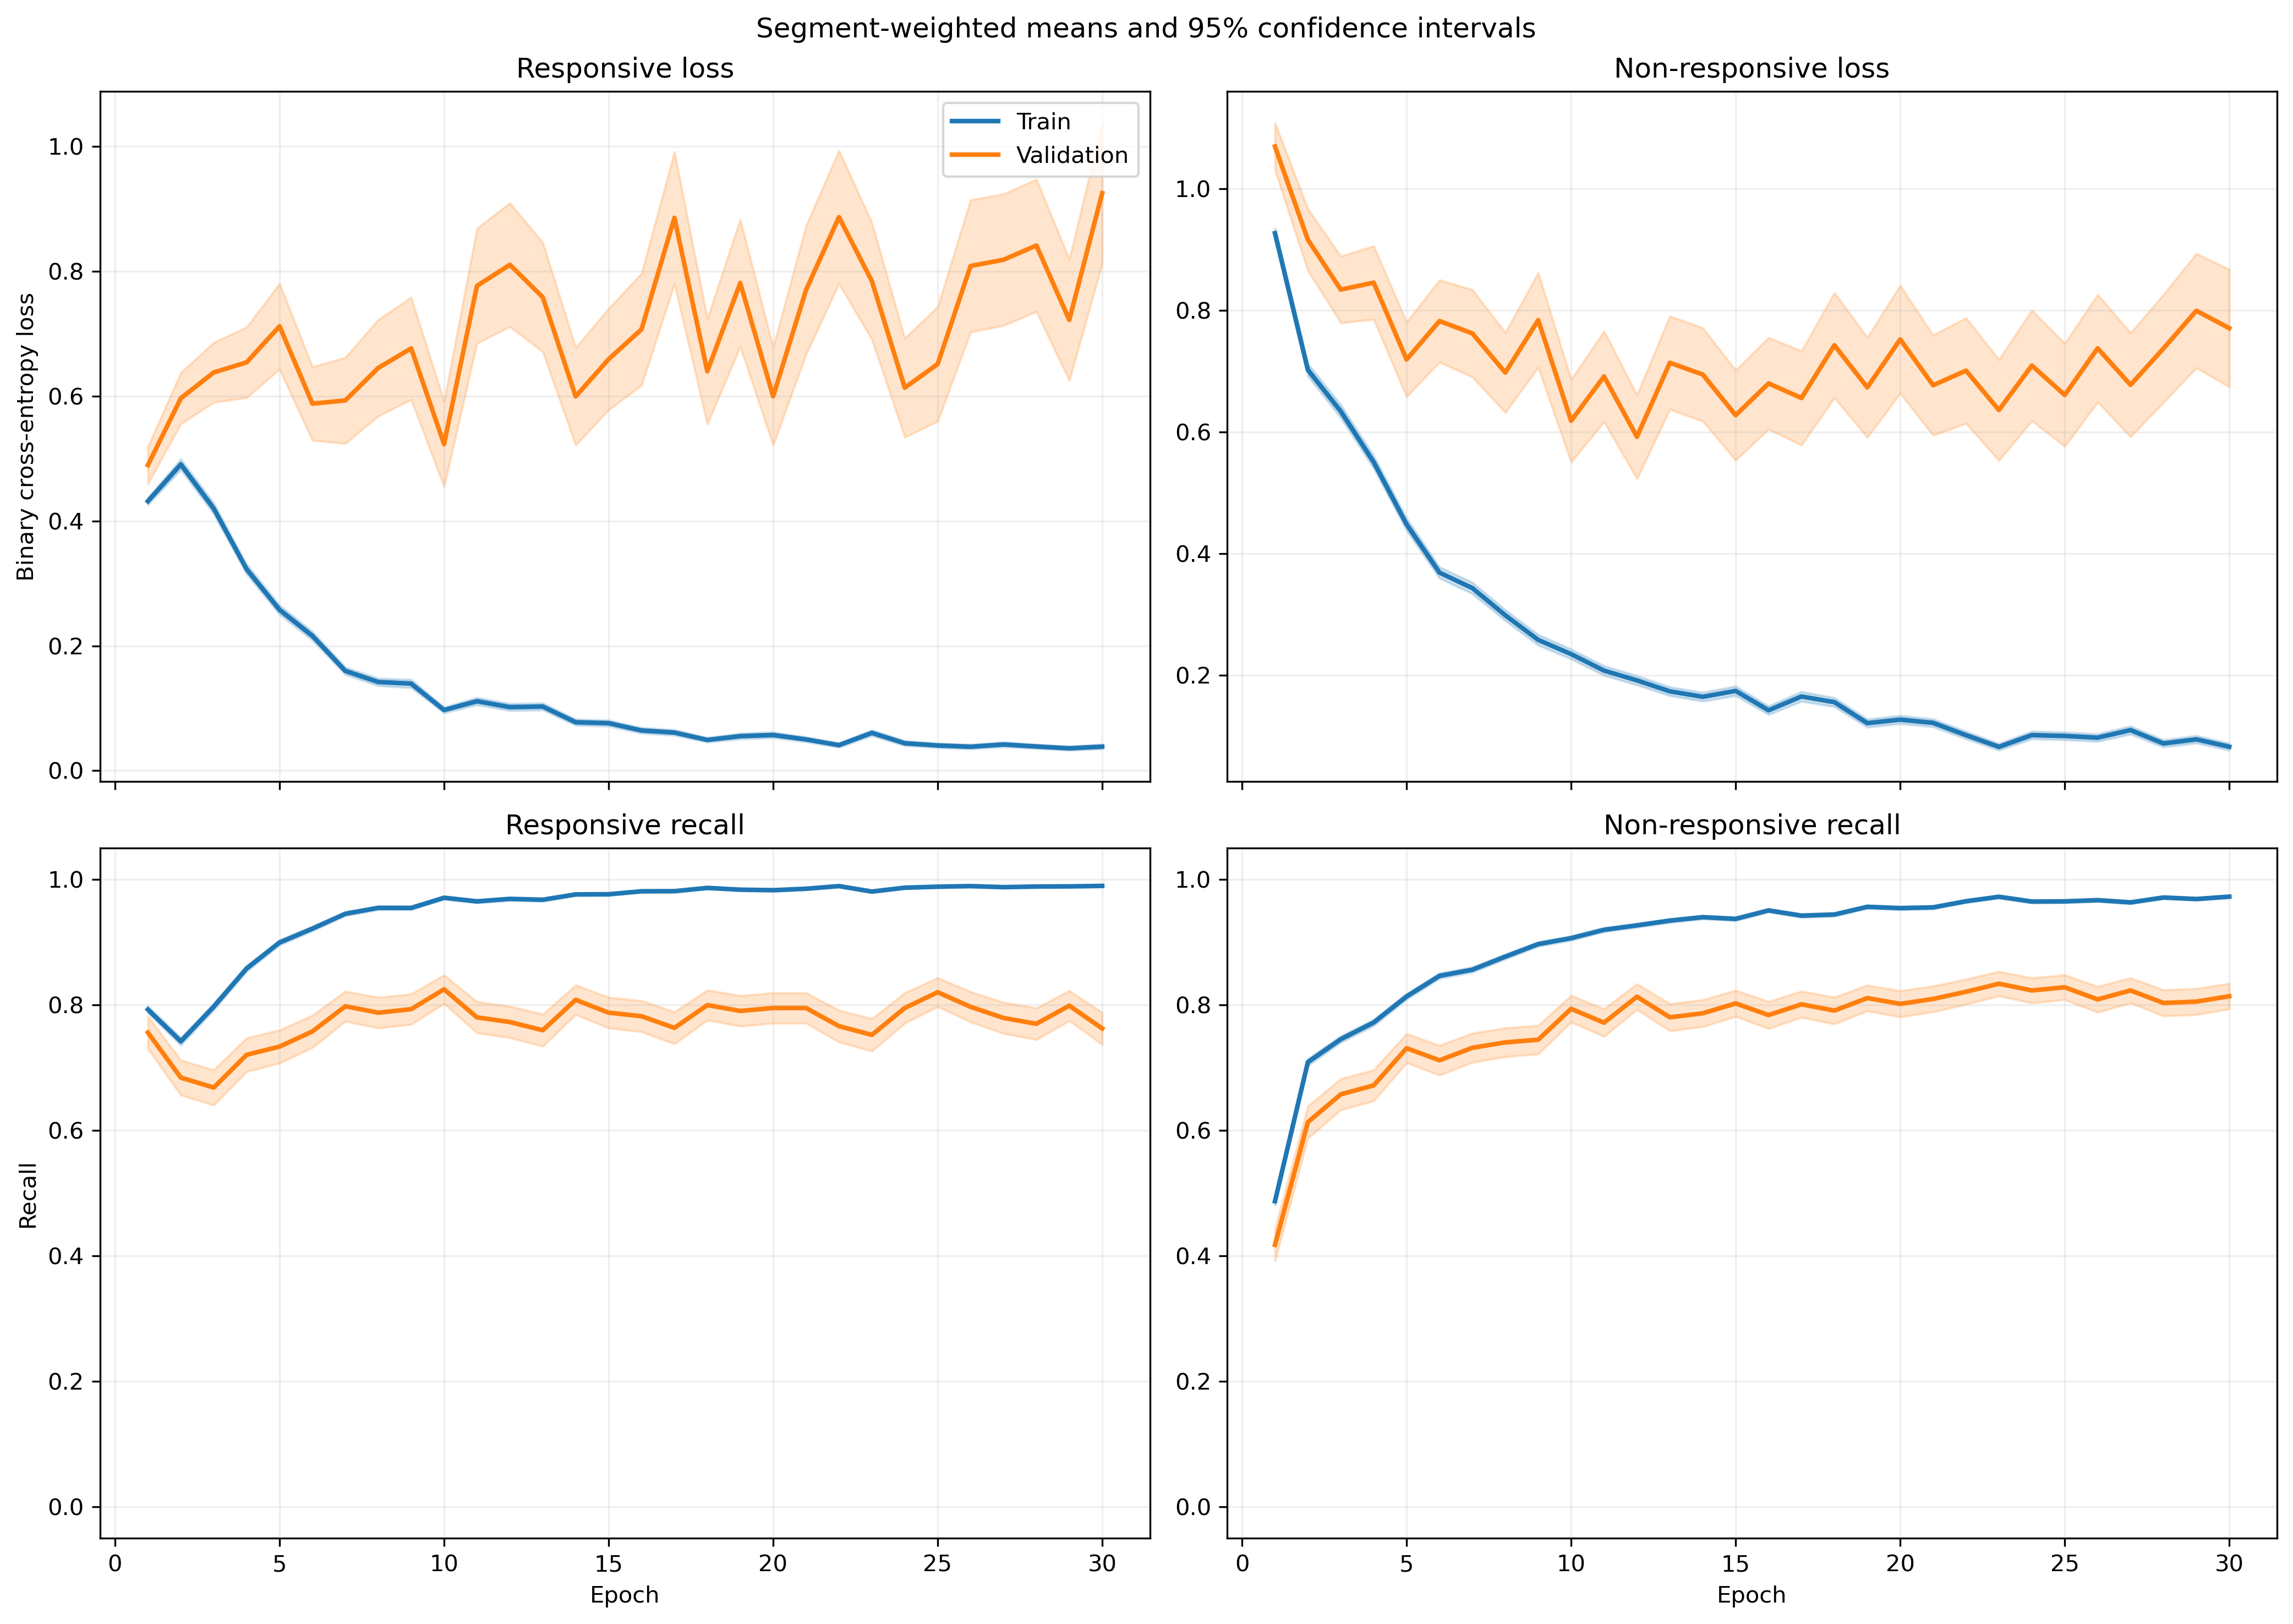 Segment-weighted means and 95% confidence intervals
Responsive loss
Non-responsive loss
Train
Validation
Binary cross-entropy loss
1.0
0.8
0.6
0.4
0.2
0.0
1.0
0.8
0.6
0.4
0.2
Responsive recall
Non-responsive recall
Recall
1.0
0.8
0.6
0.4
0.2
0.0
0 5 10 15 20 25 30
Epoch
1.0
0.8
0.6
0.4
0.2
0.0
0 5 10 15 20 25 30
Epoch